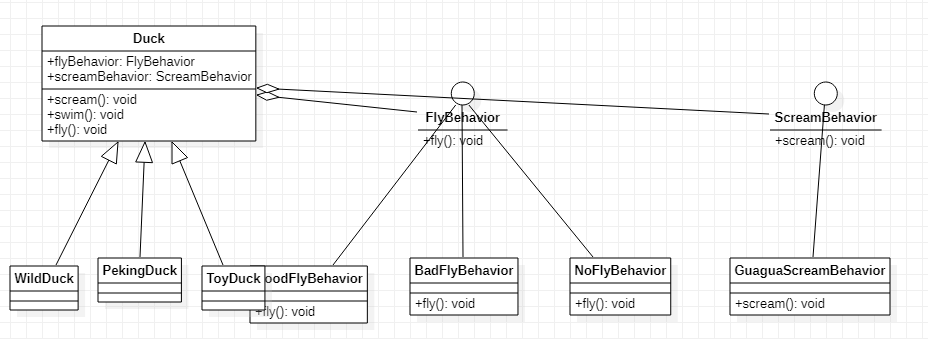 Duck
+flyBehavior: FlyBehavior
+screamBehavior: ScreamBehavior
+scream(): void
+swim(): void
+fly(): void
FlyBehavior
+fly(): void
ScreamBehavior
+scream(): void
WildDuck
PekingDuck
ToyDuck
oodFlyBehavior
+fly(): void
BadFlyBehavior
+fly(): void
NoFlyBehavior
+fly(): void
GuaguaScreamBehavior
+scream(): void